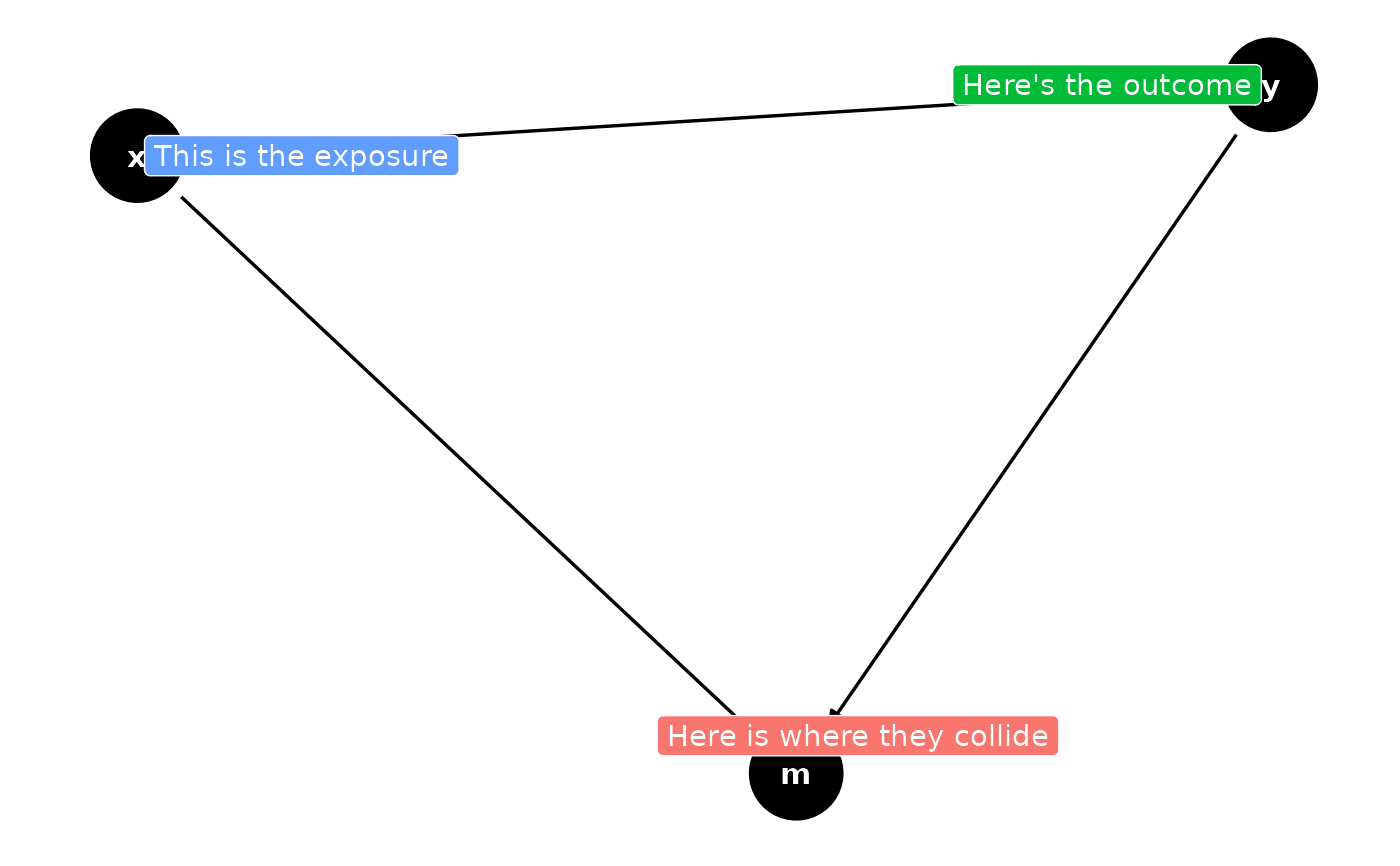 Here's the outcome
y
x
This is the exposure
Here is where they collide
m